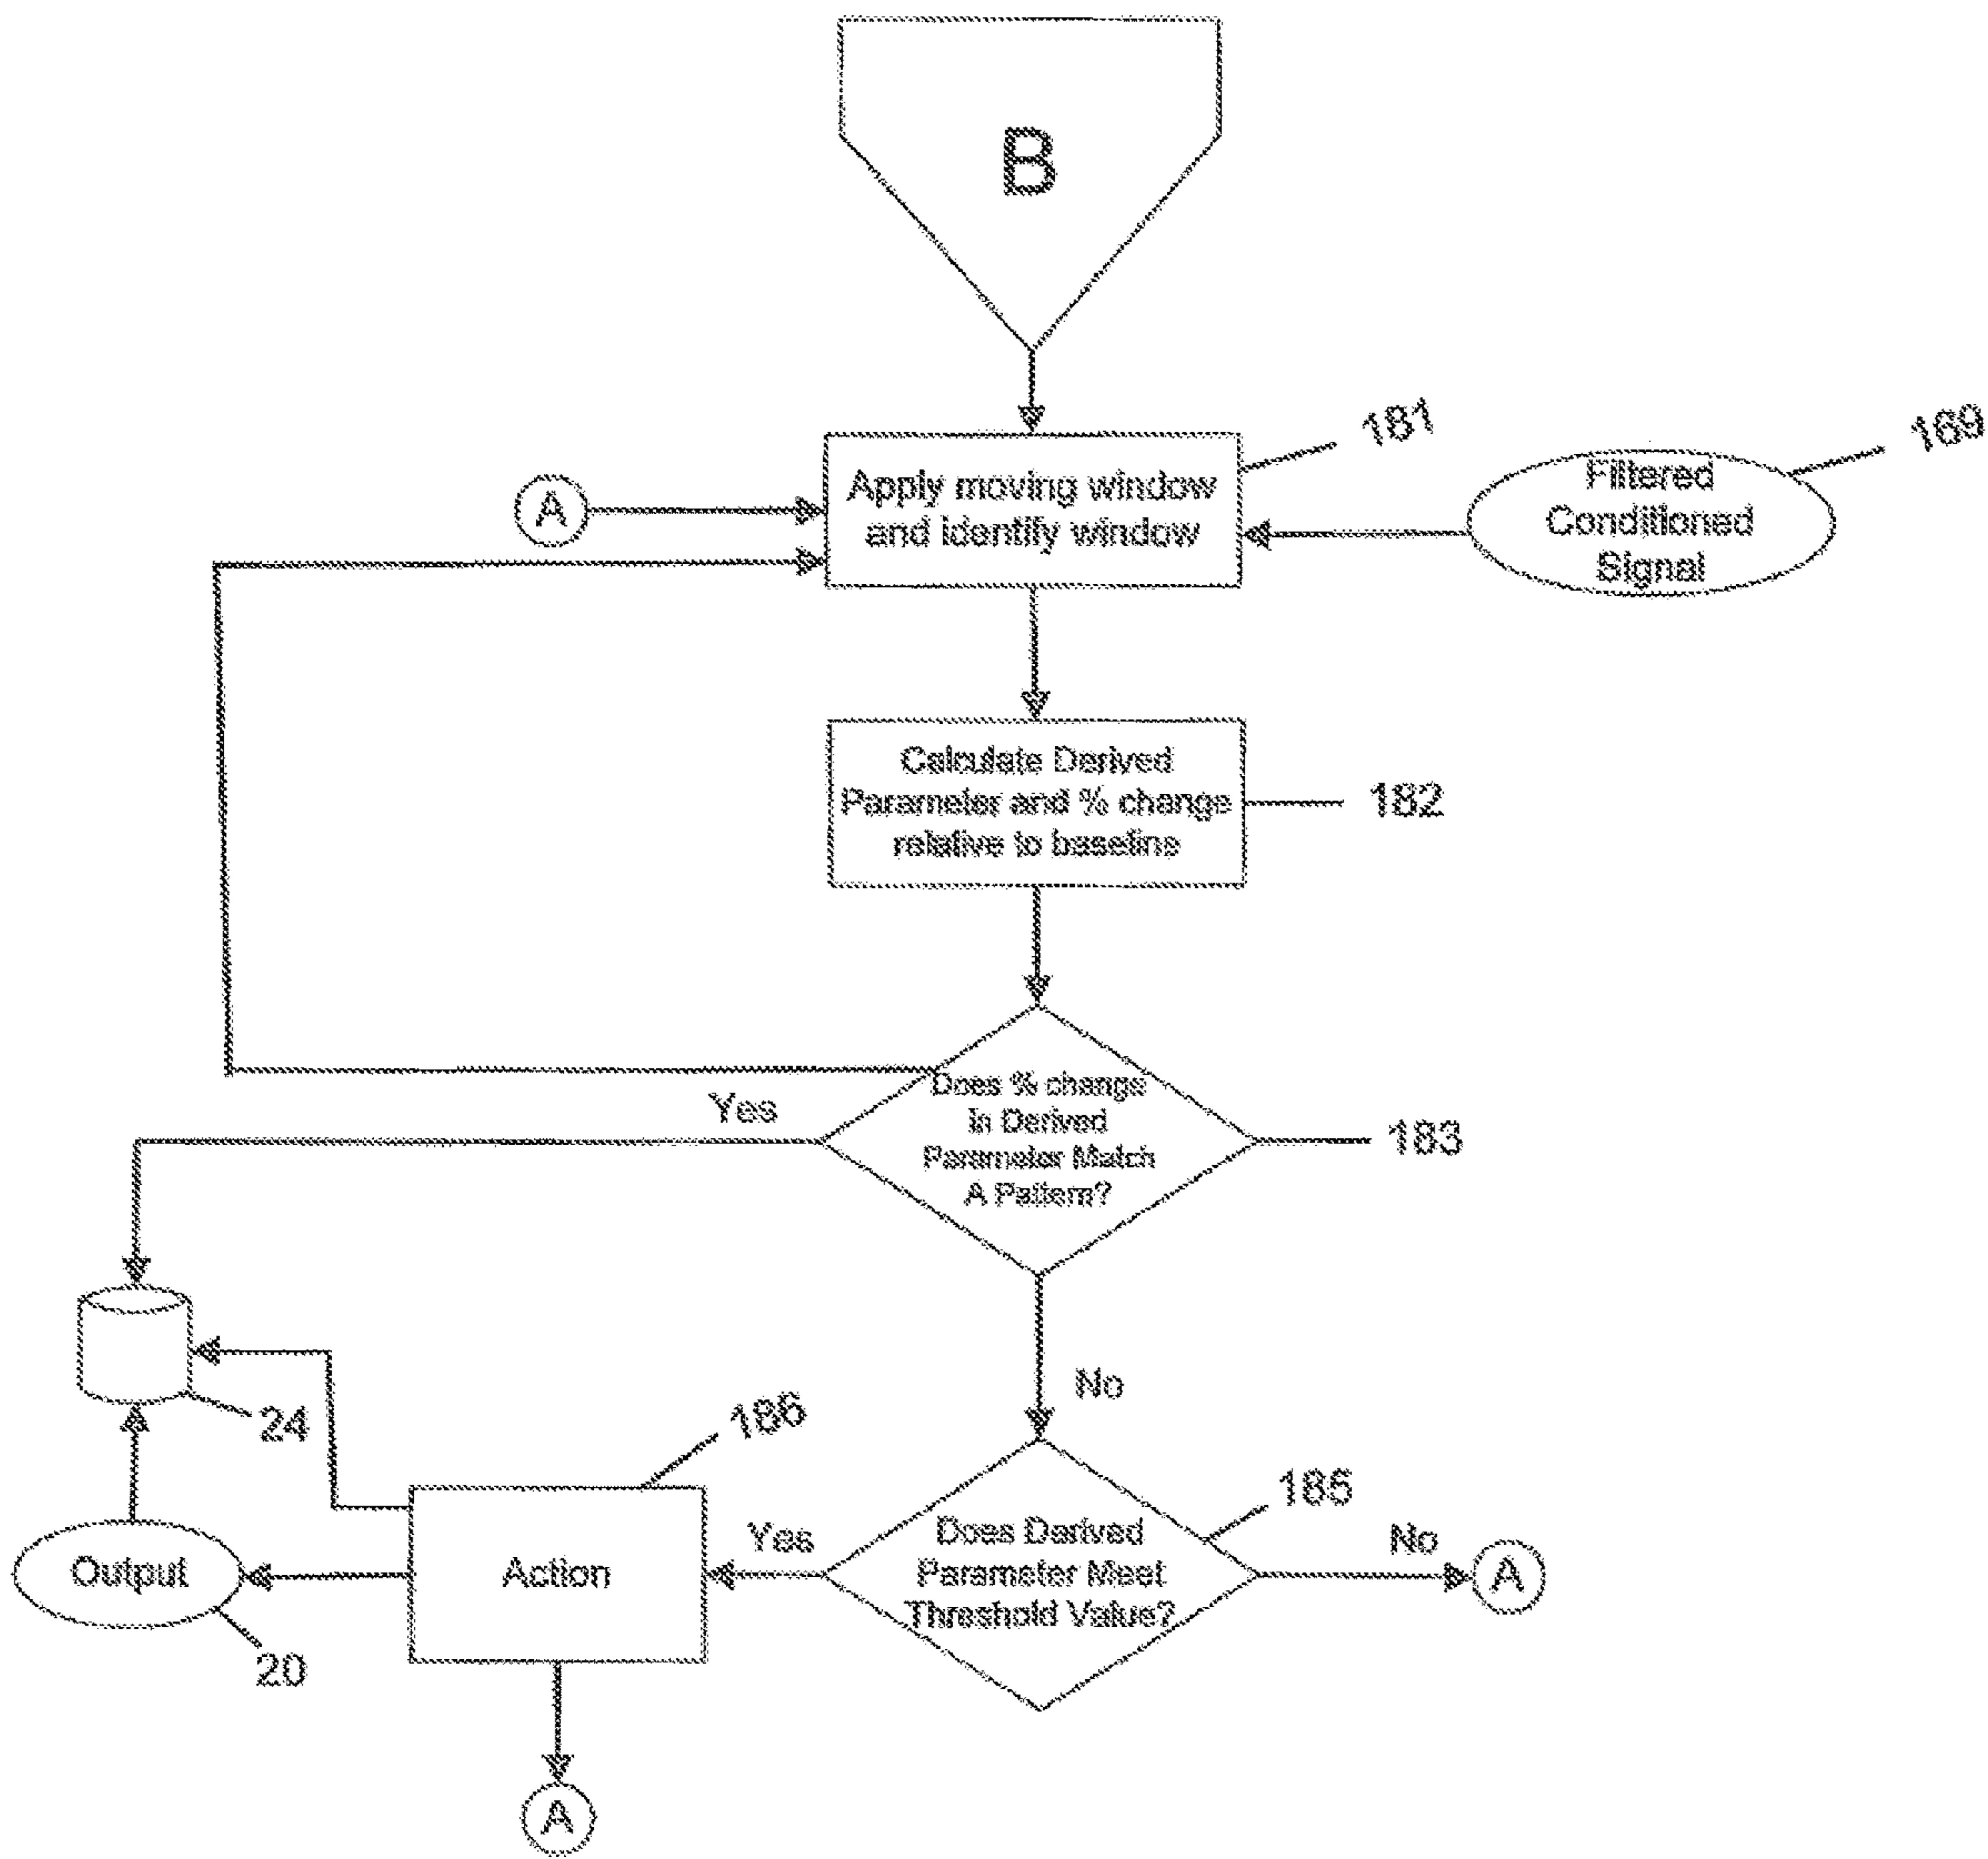 B
181
169
A
Apply moving window
and identify window
Filtered
Conditioned
Signal
Calculate Derived
Parameter and % change
relative to baseline
182
Does % change
In Derived
Parameter Match
A Pattern?
Yes
183
No
24
186
185
Output
Action
Yes
Does Derived
Parameter Meet
Threshold Value?
No
A
20
A